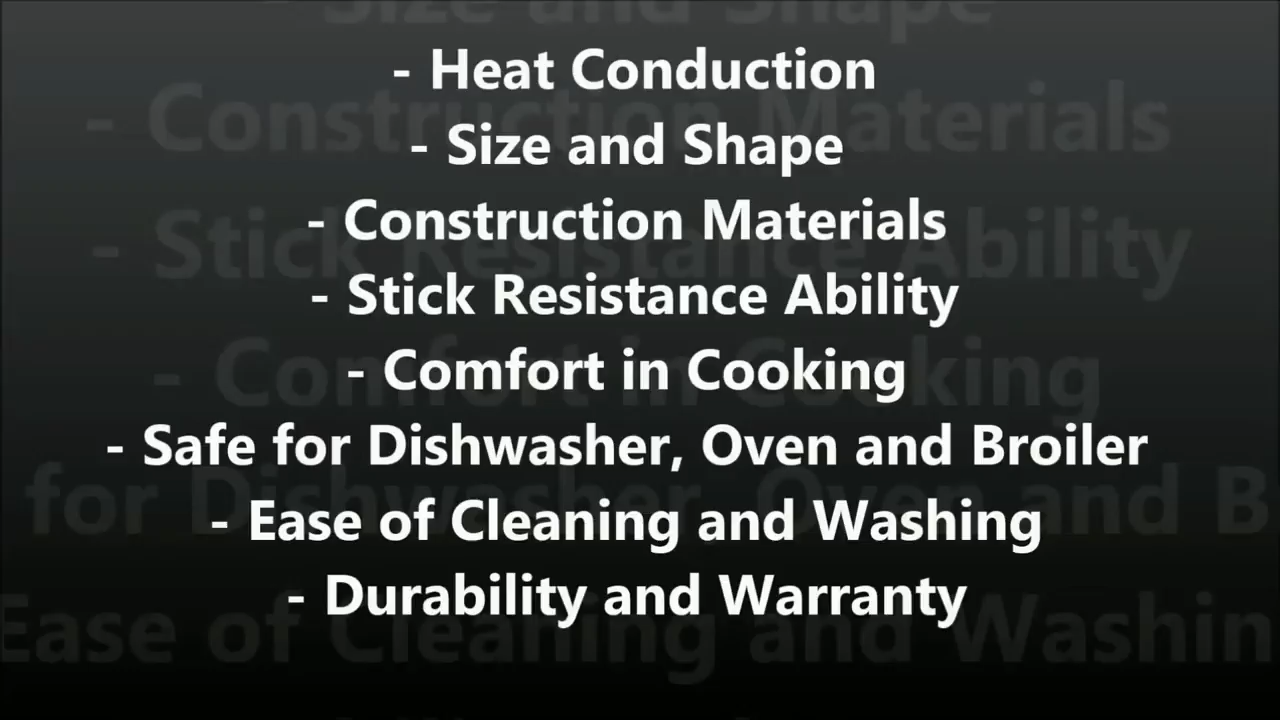 - Heat Conduction
- Size and Shape
- Construction Materials
- Stick Resistance Ability
- Comfort in Cooking
- Safe for Dishwasher, Oven and Broiler
- Ease of Cleaning and Washing
- Durability and Warranty